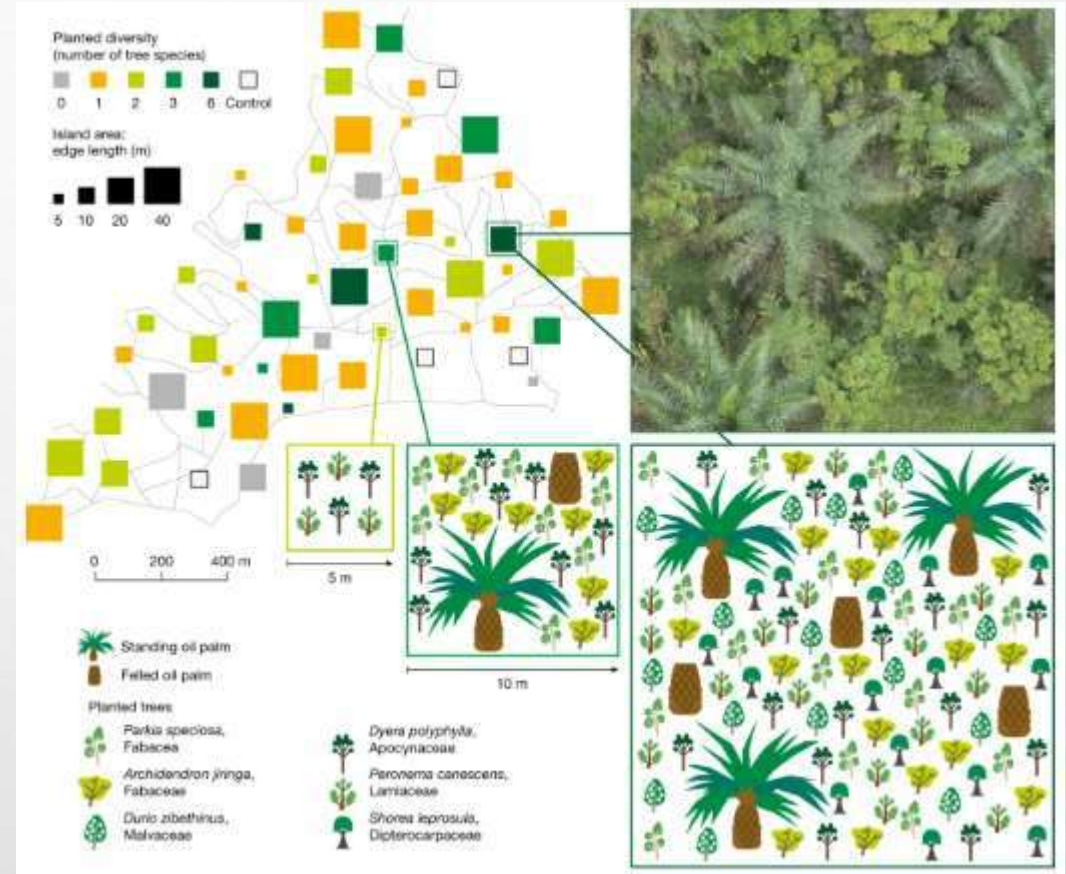 Planted diversity
(number of tree species)
0 1 2 3 6 Control
Island area:
edge length (m)
5 10 20 40
0 200 400 m
5 m
10 m
Standing oil palm
Felled oil palm
Planted trees
Parkia speciosa,
Fabacea
Archidendron jiringa,
Fabaceae
Durio zibethinus,
Malvaceae
Dyera polyphylla,
Apocynaceae
Peronema canescens,
Lamiaceae
Shorea leprosula,
Dipterocarpaceae